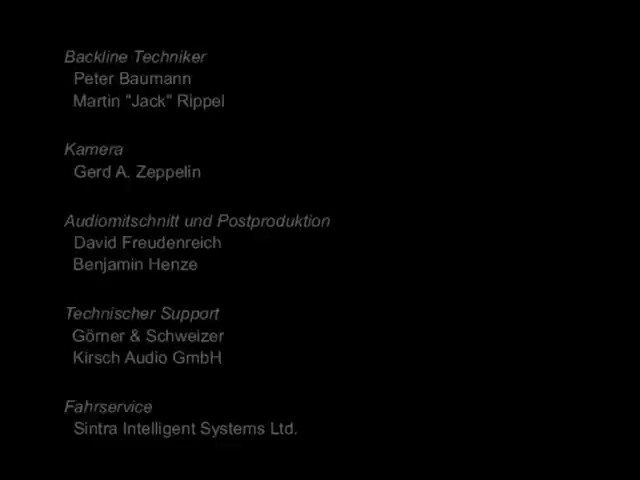 Backline Techniker
Peter Baumann
Martin "Jack" Rippel
Kamera
Gerd A. Zeppelin
Audiomitschnitt und Postproduktion
David Freudenreich
Benjamin Henze
Technischer Support
Görner & Schweizer
Kirsch Audio GmbH
Fahrservice
Sintra Intelligent Systems Ltd.